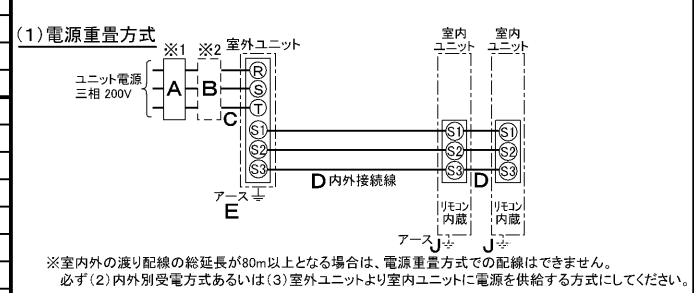 (1)電源重畳方式
※1 ※2 室外ユニット
室内ユニット 室内ユニット
ユニット電源
三相 200V
A B
R
S
T
C
S1 S1 S1
S2 S2 S2
S3 S3 S3
D 内外接続線 D
アース
E
リモコン内蔵 リモコン内蔵
アース J J
※室内外の渡り配線の総延長が80m以上となる場合は、電源重畳方式での配線はできません。
必ず(2)内外別受電方式あるいは(3)室外ユニットより室内ユニットに電源を供給する方式にしてください。